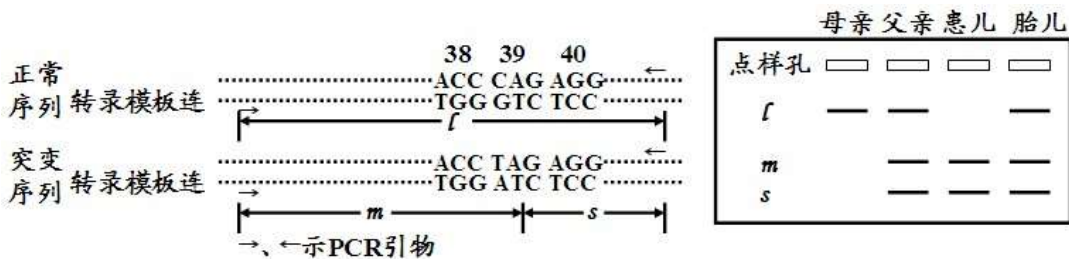 母亲 父亲 患儿 胎儿
点样孔
l
m
s
38 39 40
正常序列
ACC CAG AGG
转录模板连 TGG GTC TCC
l
突变序列
ACC TAG AGG
转录模板连 TGG ATC TCC
m s
→、←示PCR引物